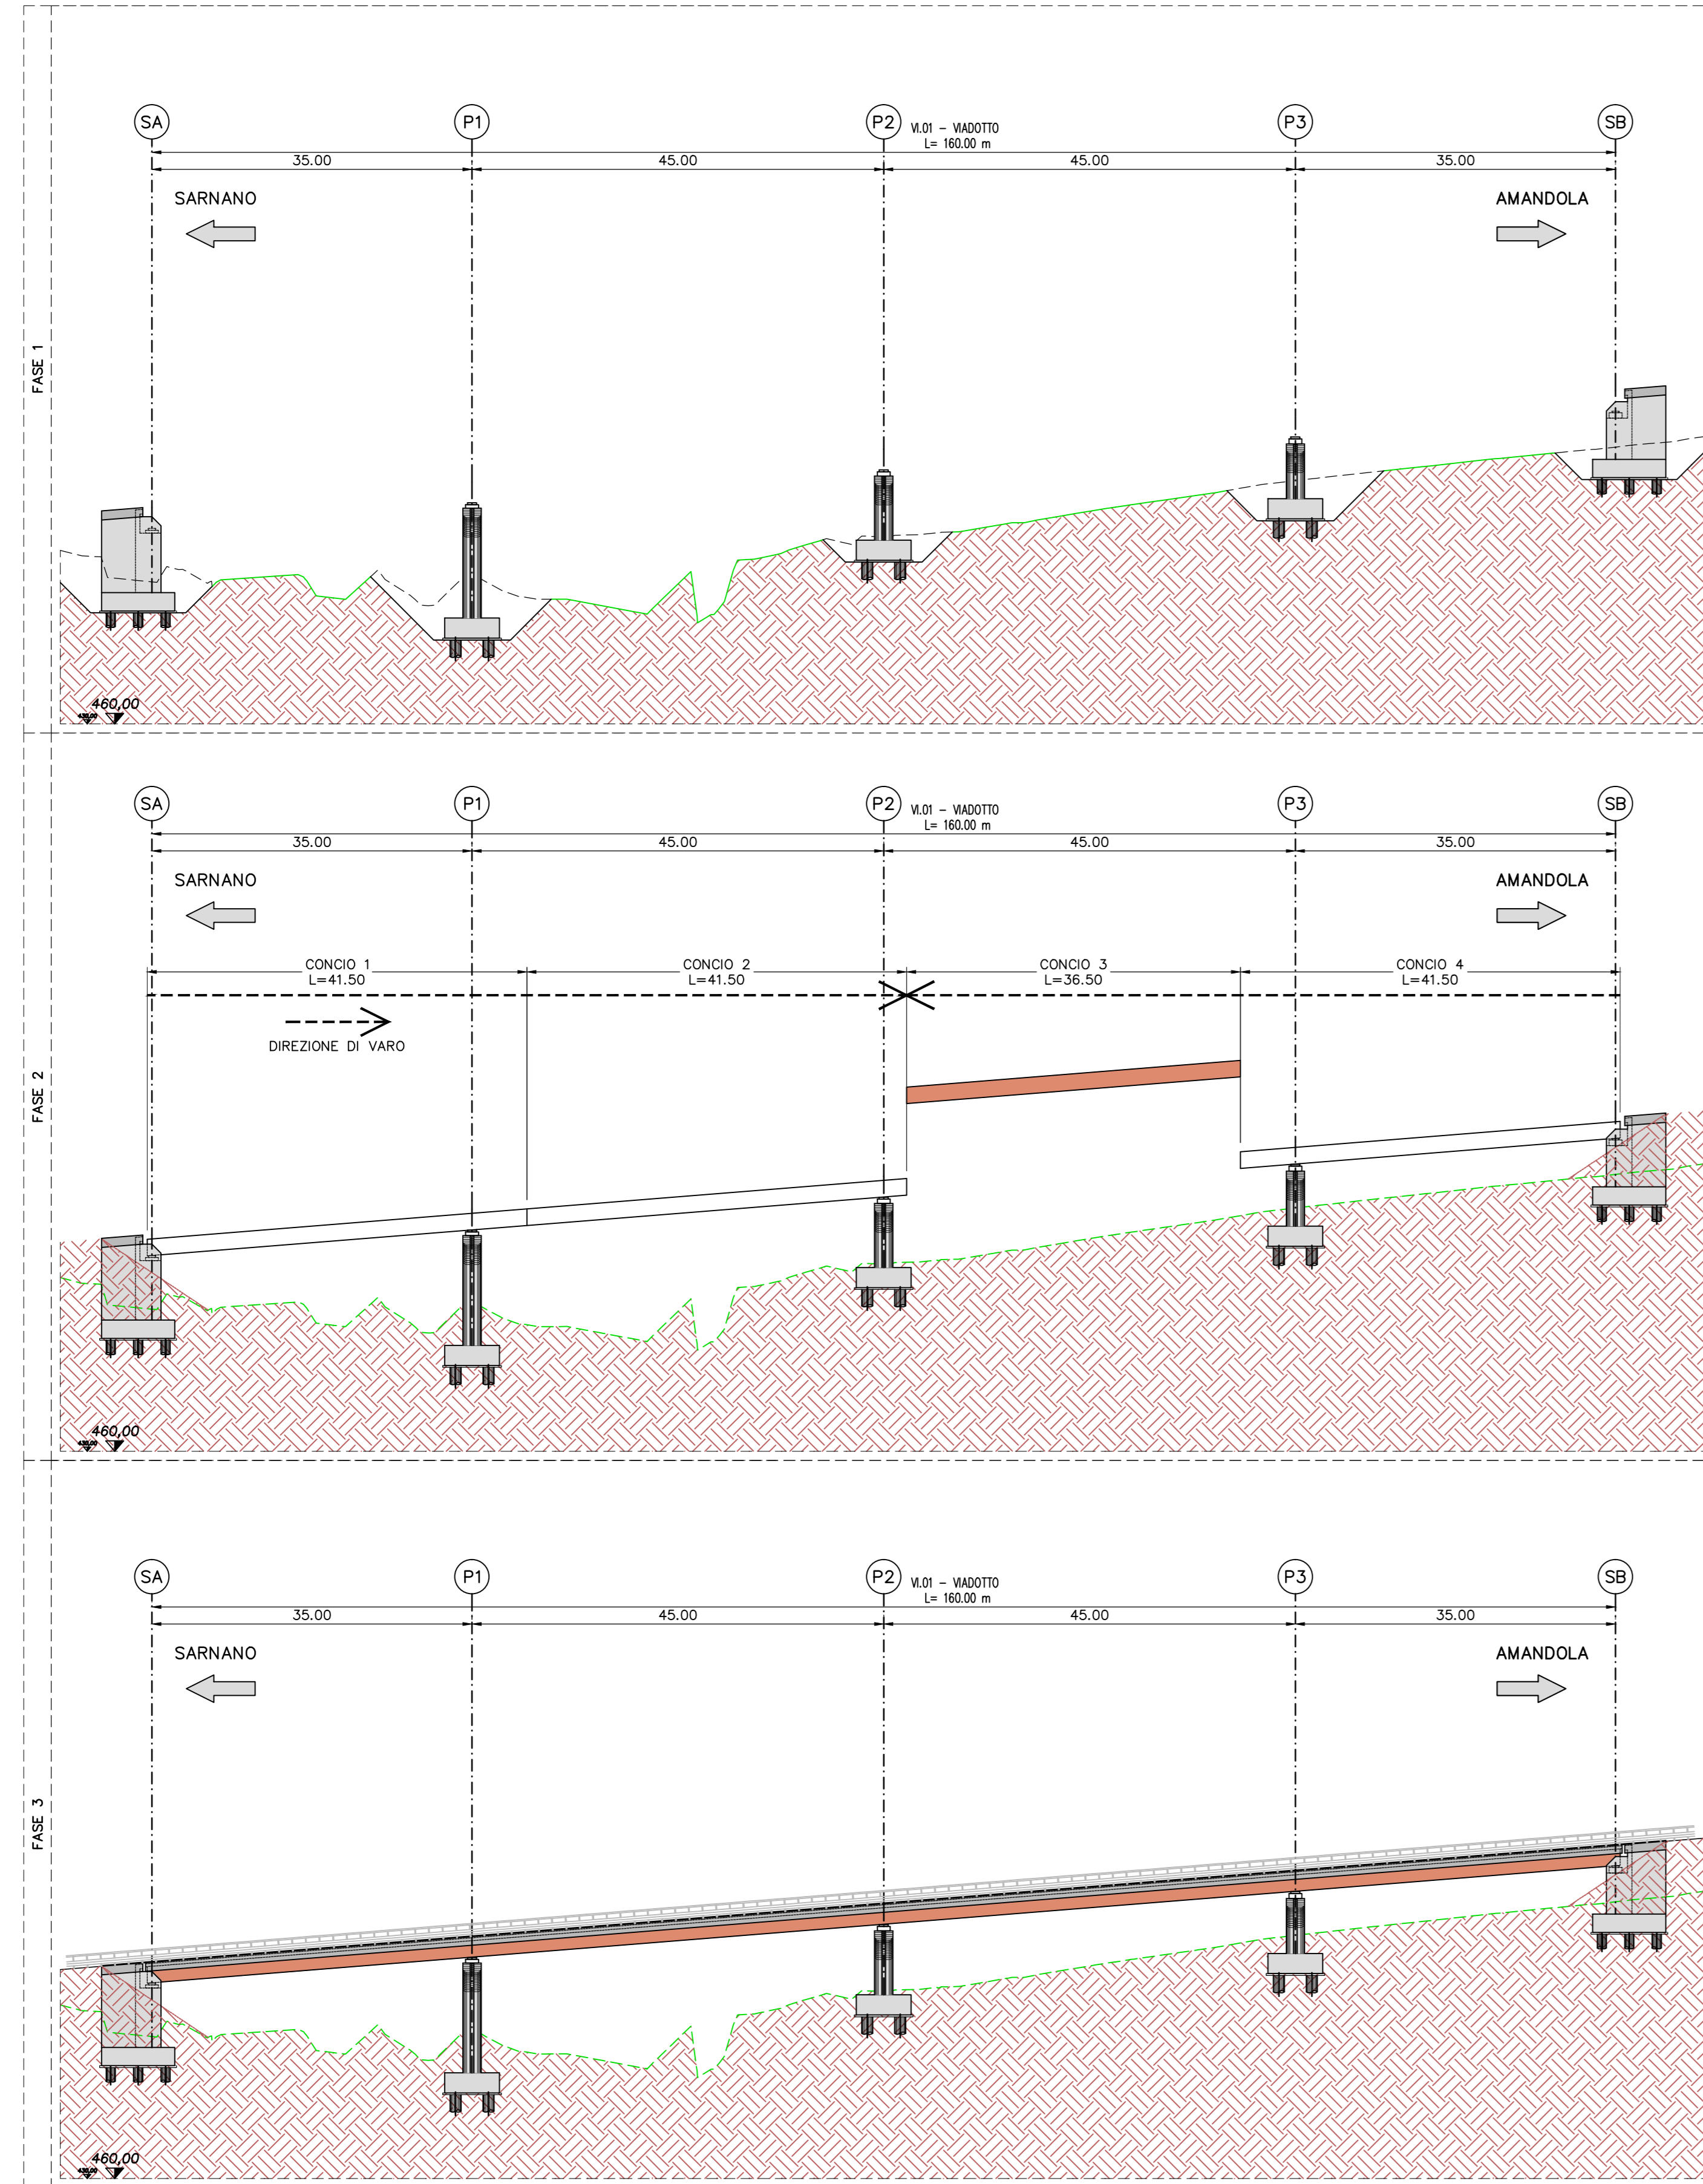 FASE 1
SA
P1
P2
P3
SB
VI.01 - VIADOTTO
L= 160.00 m
35.00
45.00
45.00
35.00
SARNANO
AMANDOLA
460,00
FASE 2
SA
P1
P2
P3
SB
VI.01 - VIADOTTO
L= 160.00 m
35.00
45.00
45.00
35.00
SARNANO
AMANDOLA
CONCIO 1
L=41.50
CONCIO 2
L=41.50
CONCIO 3
L=36.50
CONCIO 4
L=41.50
DIREZIONE DI VARO
460,00
FASE 3
SA
P1
P2
P3
SB
VI.01 - VIADOTTO
L= 160.00 m
35.00
45.00
45.00
35.00
SARNANO
AMANDOLA
460,00